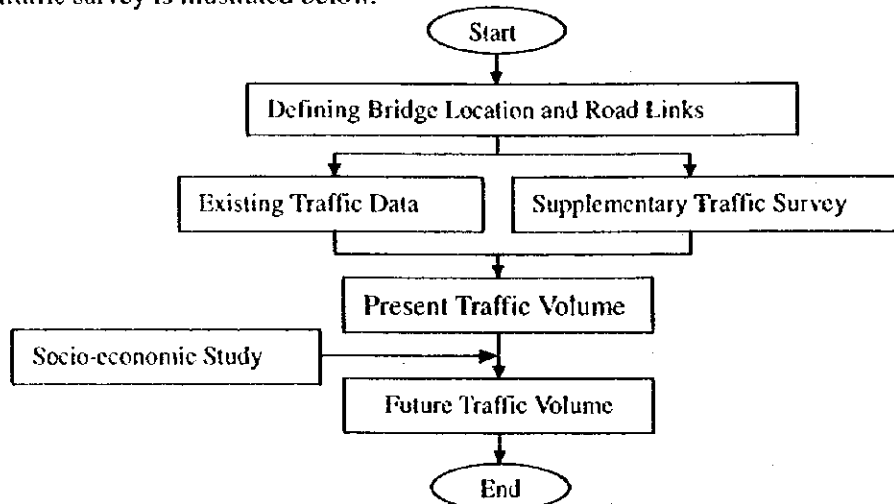 traffic survey is illustrated below.
Start
Defining Bridge Location and Road Links
Existing Traffic Data
Supplementary Traffic Survey
Present Traffic Volume
Socio-economic Study
Future Traffic Volume
End